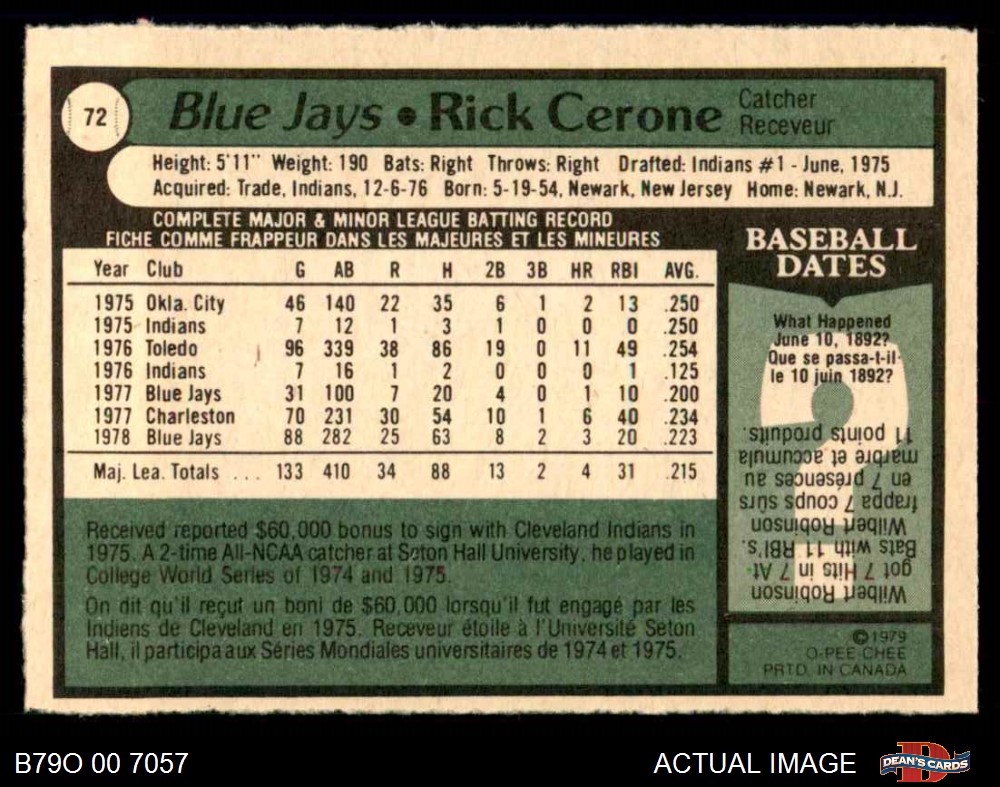 72
Blue Jays • Rick Cerone
Catcher
Receveur
Height: 5'11" Weight: 190 Bats: Right Throws: Right Drafted: Indians #1 - June, 1975
Acquired: Trade, Indians, 12-6-76 Born: 5-19-54, Newark, New Jersey Home: Newark, N.J.
COMPLETE MAJOR & MINOR LEAGUE BATTING RECORD
FICHE COMME FRAPPEUR DANS LES MAJEURES ET LES MINEURES
Year Club G AB R H 2B 3B HR RBI AVG.
1975 Okla. City 46 140 22 35 6 1 2 13 .250
1975 Indians 7 12 1 3 1 0 0 0 .250
1976 Toledo 96 339 38 86 19 0 11 49 .254
1976 Indians 7 16 1 2 0 0 0 1 .125
1977 Blue Jays 31 100 7 20 4 0 1 10 .200
1977 Charleston 70 231 30 54 10 1 6 40 .234
1978 Blue Jays 88 282 25 63 8 2 3 20 .223
Maj. Lea. Totals ... 133 410 34 88 13 2 4 31 .215
Received reported $60,000 bonus to sign with Cleveland Indians in
1975. A 2-time All-NCAA catcher at Seton Hall University, he played in
College World Series of 1974 and 1975.
On dit qu'il reçut un boni de $60,000 lorsqu'il fut engagé par les
Indiens de Cleveland en 1975. Receveur étoile à l'Université Seton
Hall, il participa aux Séries Mondiales universitaires de 1974 et 1975.
BASEBALL
DATES
What Happened
June 10, 1892?
Que se passa-t-il-
le 10 juin 1892?
Wilbert Robinson
got 7 Hits in 7 At
Bats with 11 RBI's.
Wilbert Robinson
frappa 7 coups sûrs
en 7 présences au
marbre et accumula
11 points produits.
©1979
O-PEE-CHEE
PRTD. IN CANADA
B79O 00 7057
ACTUAL IMAGE
DEAN'S CARDS